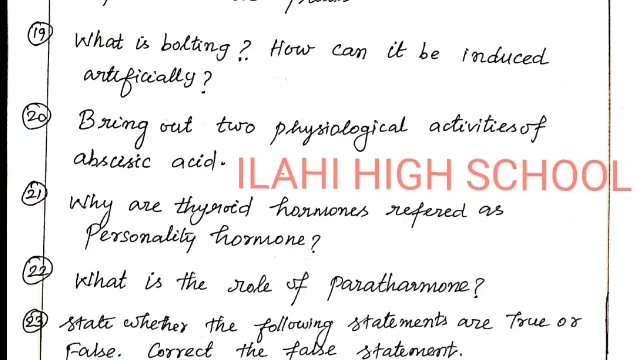 19 What is bolting? How can it be induced
artificially?
20 Bring out two physiological activities of
abscisic acid.
ILAHI HIGH SCHOOL
21 Why are thyroid hormones refered as
Personality hormone?
22 What is the role of Parathormone?
23 State whether the following statements are True or
False. Correct the false statement.